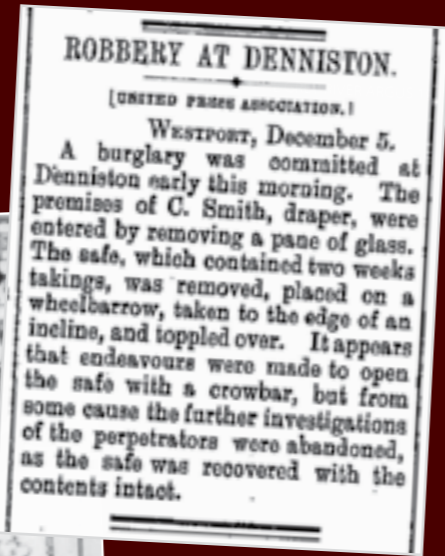 ROBBERY AT DENNISTON.
[UNITED PRESS ASSOCIATION.]
WESTPORT, December 5.
A burglary was committed at
Denniston early this morning. The
premises of C. Smith, draper, were
entered by removing a pane of glass.
The safe, which contained two weeks
takings, was removed, placed on a
wheelbarrow, taken to the edge of an
incline, and toppled over. It appears
that endeavours were made to open
the safe with a crowbar, but from
some cause the further investigations
of the perpetrators were abandoned,
as the safe was recovered with the
contents intact.